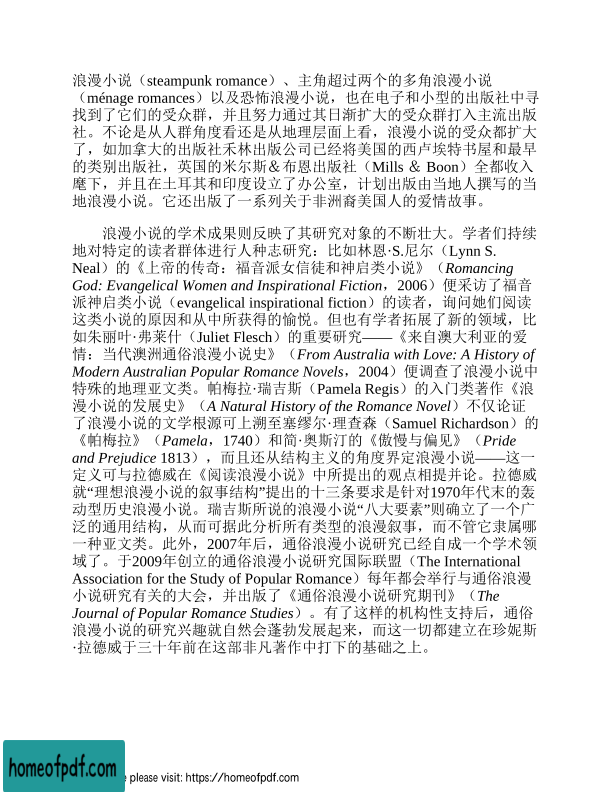 浪漫小说（steampunk romance）、主角超过两个的多角浪漫小说
（ménage romances）以及恐怖浪漫小说，也在电子和小型的出版社中寻
找到了它们的受众群，并且努力通过其日渐扩大的受众群打入主流出版
社。不论是从人群角度看还是从地理层面上看，浪漫小说的受众都扩大
了，如加拿大的出版社禾林出版公司已经将美国的西卢埃特书屋和最早
的类别出版社，英国的米尔斯＆布恩出版社（Mills ＆ Boon）全都收入
麾下，并且在土耳其和印度设立了办公室，计划出版由当地人撰写的当
地浪漫小说。它还出版了一系列关于非洲裔美国人的爱情故事。
浪漫小说的学术成果则反映了其研究对象的不断壮大。学者们持续
地对特定的读者群体进行人种志研究：比如林恩·S.尼尔（Lynn S.
Neal）的《上帝的传奇：福音派女信徒和神启类小说》（Romancing
God: Evangelical Women and Inspirational Fiction，2006）便采访了福音
派神启类小说（evangelical inspirational fiction）的读者，询问她们阅读
这类小说的原因和从中所获得的愉悦。但也有学者拓展了新的领域，比
如朱丽叶·弗莱什（Juliet Flesch）的重要研究——《来自澳大利亚的爱
情：当代澳洲通俗浪漫小说史》（From Australia with Love: A History of
Modern Australian Popular Romance Novels，2004）便调查了浪漫小说中
特殊的地理亚文类。帕梅拉·瑞吉斯（Pamela Regis）的入门类著作《浪
漫小说的发展史》（A Natural History of the Romance Novel）不仅论证
了浪漫小说的文学根源可上溯至塞缪尔·理查森（Samuel Richardson）的
《帕梅拉》（Pamela，1740）和简·奥斯汀的《傲慢与偏见》（Pride
and Prejudice 1813），而且还从结构主义的角度界定浪漫小说——这一
定义可与拉德威在《阅读浪漫小说》中所提出的观点相提并论。拉德威
就“理想浪漫小说的叙事结构”提出的十三条要求是针对1970年代末的轰
动型历史浪漫小说。瑞吉斯所说的浪漫小说“八大要素”则确立了一个广
泛的通用结构，从而可据此分析所有类型的浪漫叙事，而不管它隶属哪
一种亚文类。此外，2007年后，通俗浪漫小说研究已经自成一个学术领
域了。于2009年创立的通俗浪漫小说研究国际联盟（The International
Association for the Study of Popular Romance）每年都会举行与通俗浪漫
小说研究有关的大会，并出版了《通俗浪漫小说研究期刊》（The
Journal of Popular Romance Studies）。有了这样的机构性支持后，通俗
浪漫小说的研究兴趣就自然会蓬勃发展起来，而这一切都建立在珍妮斯
·拉德威于三十年前在这部非凡著作中打下的基础之上。
homeofpdf.com
please visit: https://homeofpdf.com